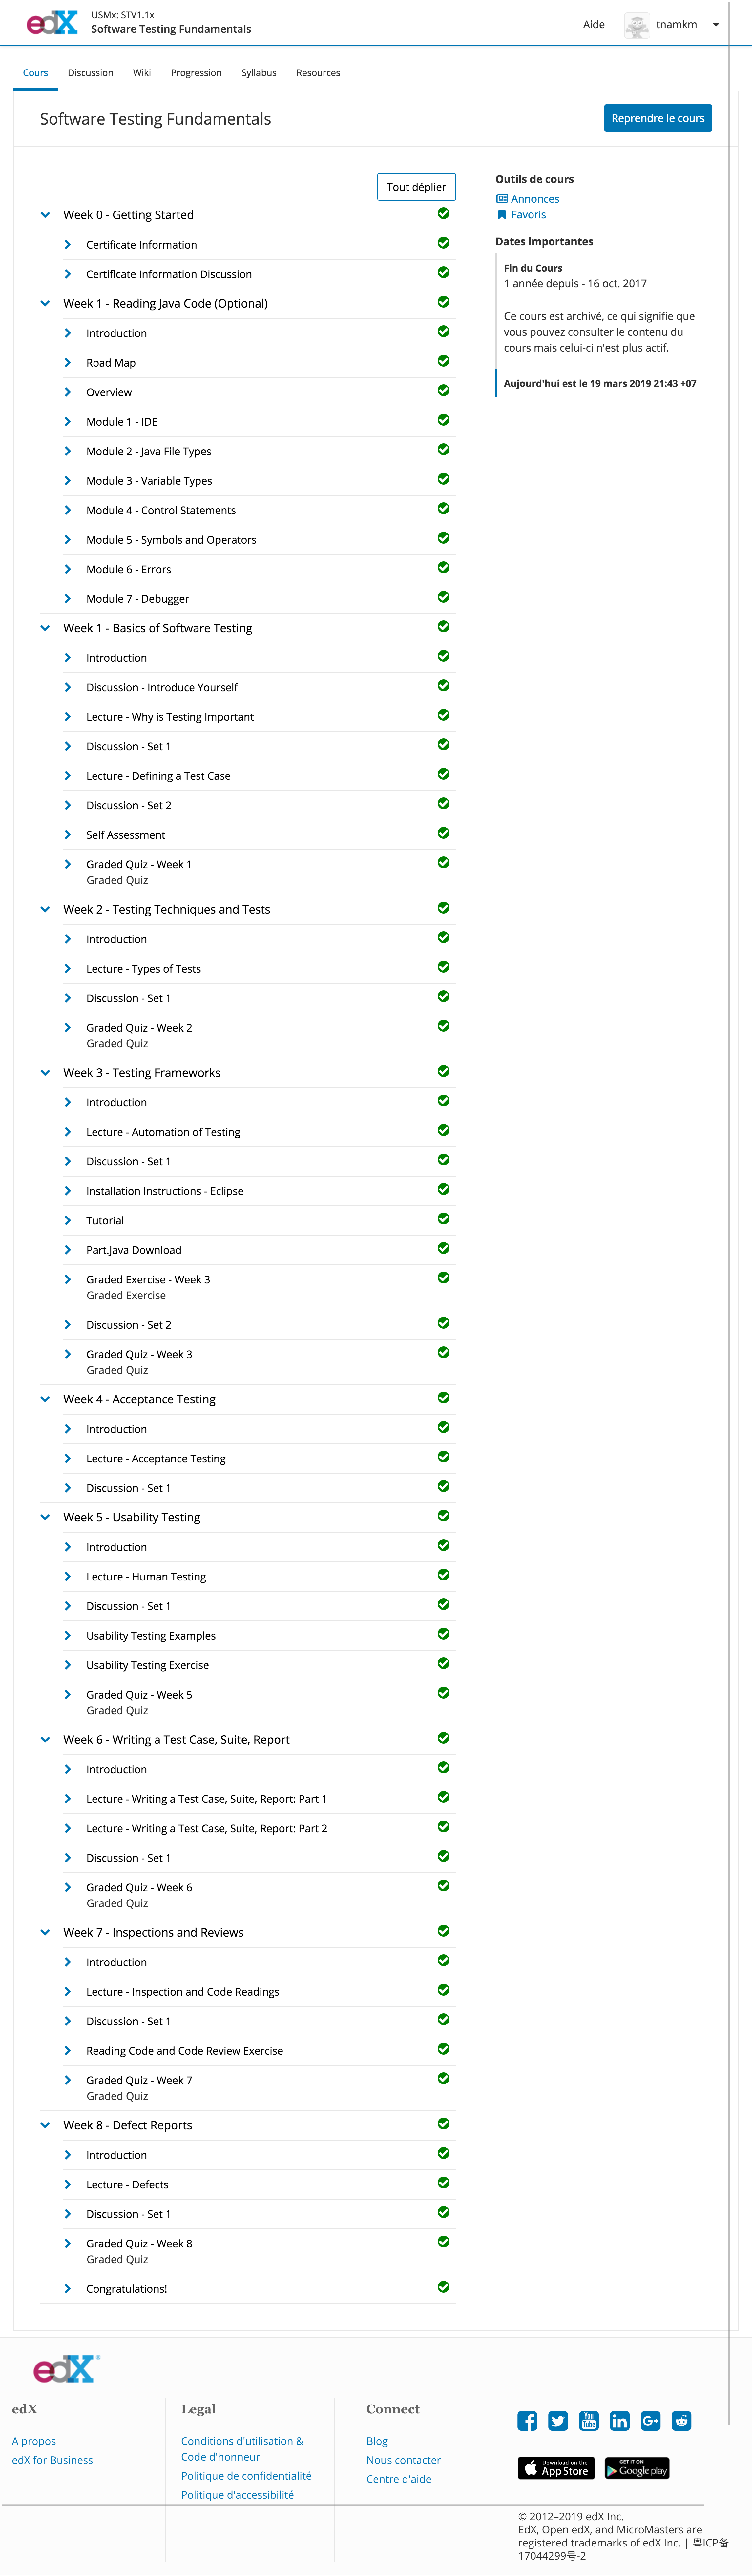 edX
USMx: STV1.1x
Software Testing Fundamentals
Aide
tnamkm
Cours
Discussion
Wiki
Progression
Syllabus
Resources
Software Testing Fundamentals
Reprendre le cours
Tout déplier
Week 0 - Getting Started
Certificate Information
Certificate Information Discussion
Week 1 - Reading Java Code (Optional)
Introduction
Road Map
Overview
Module 1 - IDE
Module 2 - Java File Types
Module 3 - Variable Types
Module 4 - Control Statements
Module 5 - Symbols and Operators
Module 6 - Errors
Module 7 - Debugger
Week 1 - Basics of Software Testing
Introduction
Discussion - Introduce Yourself
Lecture - Why is Testing Important
Discussion - Set 1
Lecture - Defining a Test Case
Discussion - Set 2
Self Assessment
Graded Quiz - Week 1
Graded Quiz
Week 2 - Testing Techniques and Tests
Introduction
Lecture - Types of Tests
Discussion - Set 1
Graded Quiz - Week 2
Graded Quiz
Week 3 - Testing Frameworks
Introduction
Lecture - Automation of Testing
Discussion - Set 1
Installation Instructions - Eclipse
Tutorial
Part.Java Download
Graded Exercise - Week 3
Graded Exercise
Discussion - Set 2
Graded Quiz - Week 3
Graded Quiz
Week 4 - Acceptance Testing
Introduction
Lecture - Acceptance Testing
Discussion - Set 1
Week 5 - Usability Testing
Introduction
Lecture - Human Testing
Discussion - Set 1
Usability Testing Examples
Usability Testing Exercise
Graded Quiz - Week 5
Graded Quiz
Week 6 - Writing a Test Case, Suite, Report
Introduction
Lecture - Writing a Test Case, Suite, Report: Part 1
Lecture - Writing a Test Case, Suite, Report: Part 2
Discussion - Set 1
Graded Quiz - Week 6
Graded Quiz
Week 7 - Inspections and Reviews
Introduction
Lecture - Inspection and Code Readings
Discussion - Set 1
Reading Code and Code Review Exercise
Graded Quiz - Week 7
Graded Quiz
Week 8 - Defect Reports
Introduction
Lecture - Defects
Discussion - Set 1
Graded Quiz - Week 8
Graded Quiz
Congratulations!
Outils de cours
Annonces
Favoris
Dates importantes
Fin du Cours
1 année depuis - 16 oct. 2017
Ce cours est archivé, ce qui signifie que
vous pouvez consulter le contenu du
cours mais celui-ci n'est plus actif.
Aujourd'hui est le 19 mars 2019 21:43 +07
edX
edX
A propos
edX for Business
Legal
Conditions d'utilisation &
Code d'honneur
Politique de confidentialité
Politique d'accessibilité
Connect
Blog
Nous contacter
Centre d'aide
You
Tube
in
G+
Download on the
App Store
GET IT ON
Google play
© 2012–2019 edX Inc.
EdX, Open edX, and MicroMasters are
registered trademarks of edX Inc. | 粤ICP备
17044299号-2